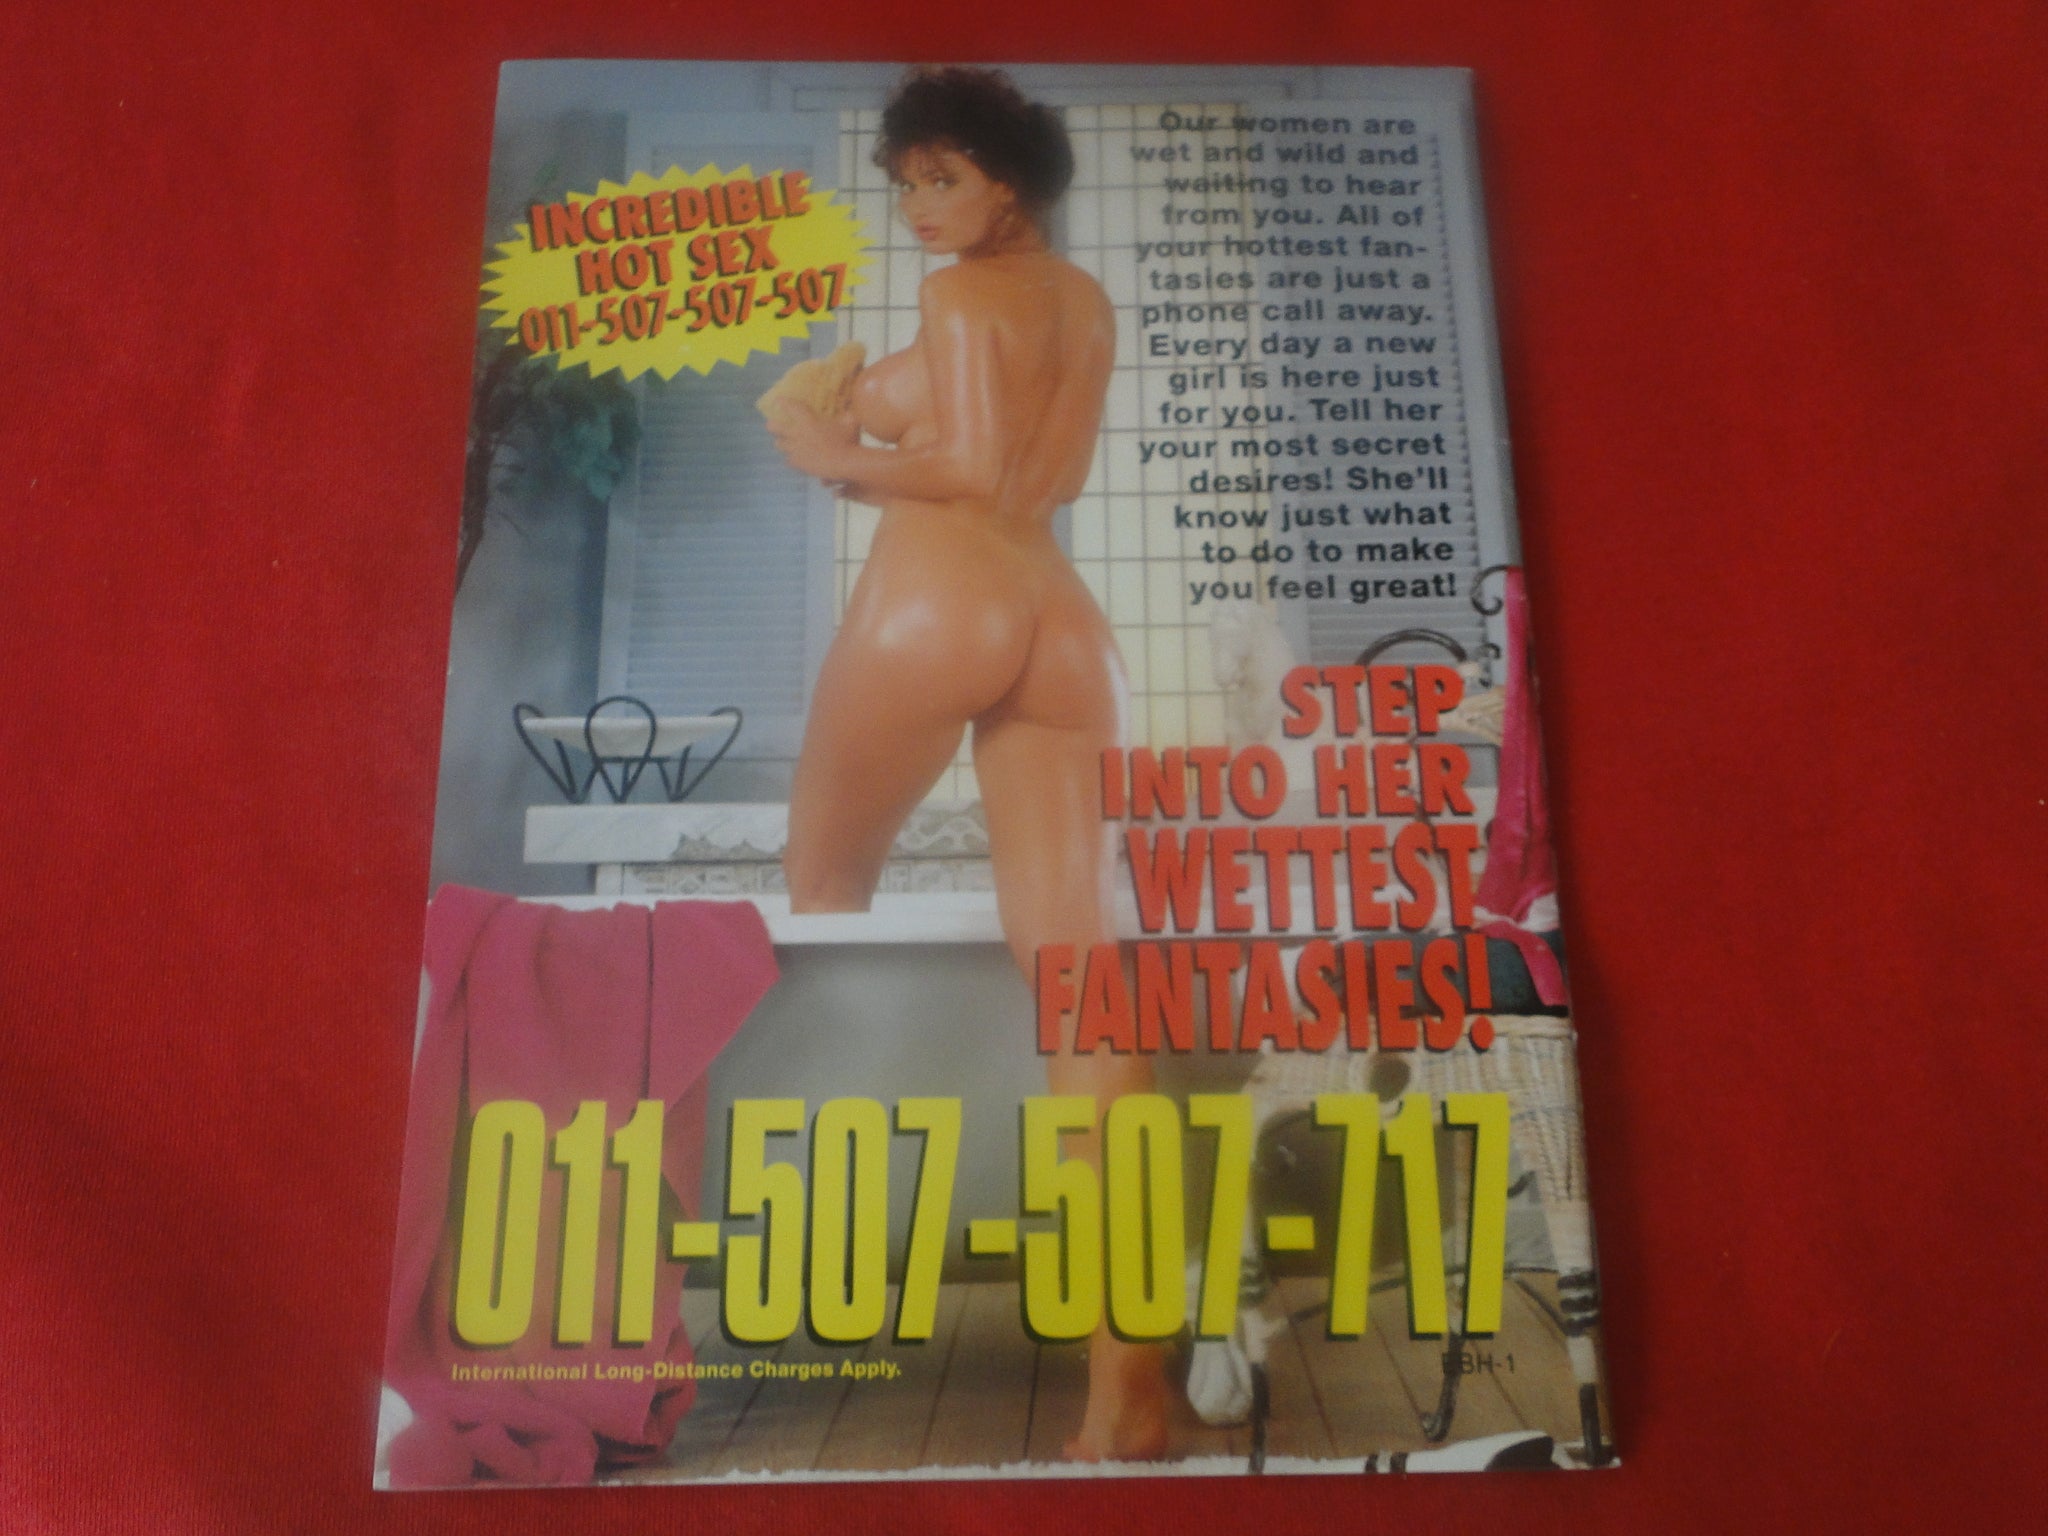 INCREDIBLE
HOT SEX
011-507-507-507
Our women are
wet and wild and
waiting to hear
from you. All of
your hottest fan-
tasies are just a
phone call away.
Every day a new
girl is here just
for you. Tell her
your most secret
desires! She'll
know just what
to do to make
you feel great!
STEP
INTO HER
WETTEST
FANTASIES!
011-507-507-717
International Long-Distance Charges Apply.